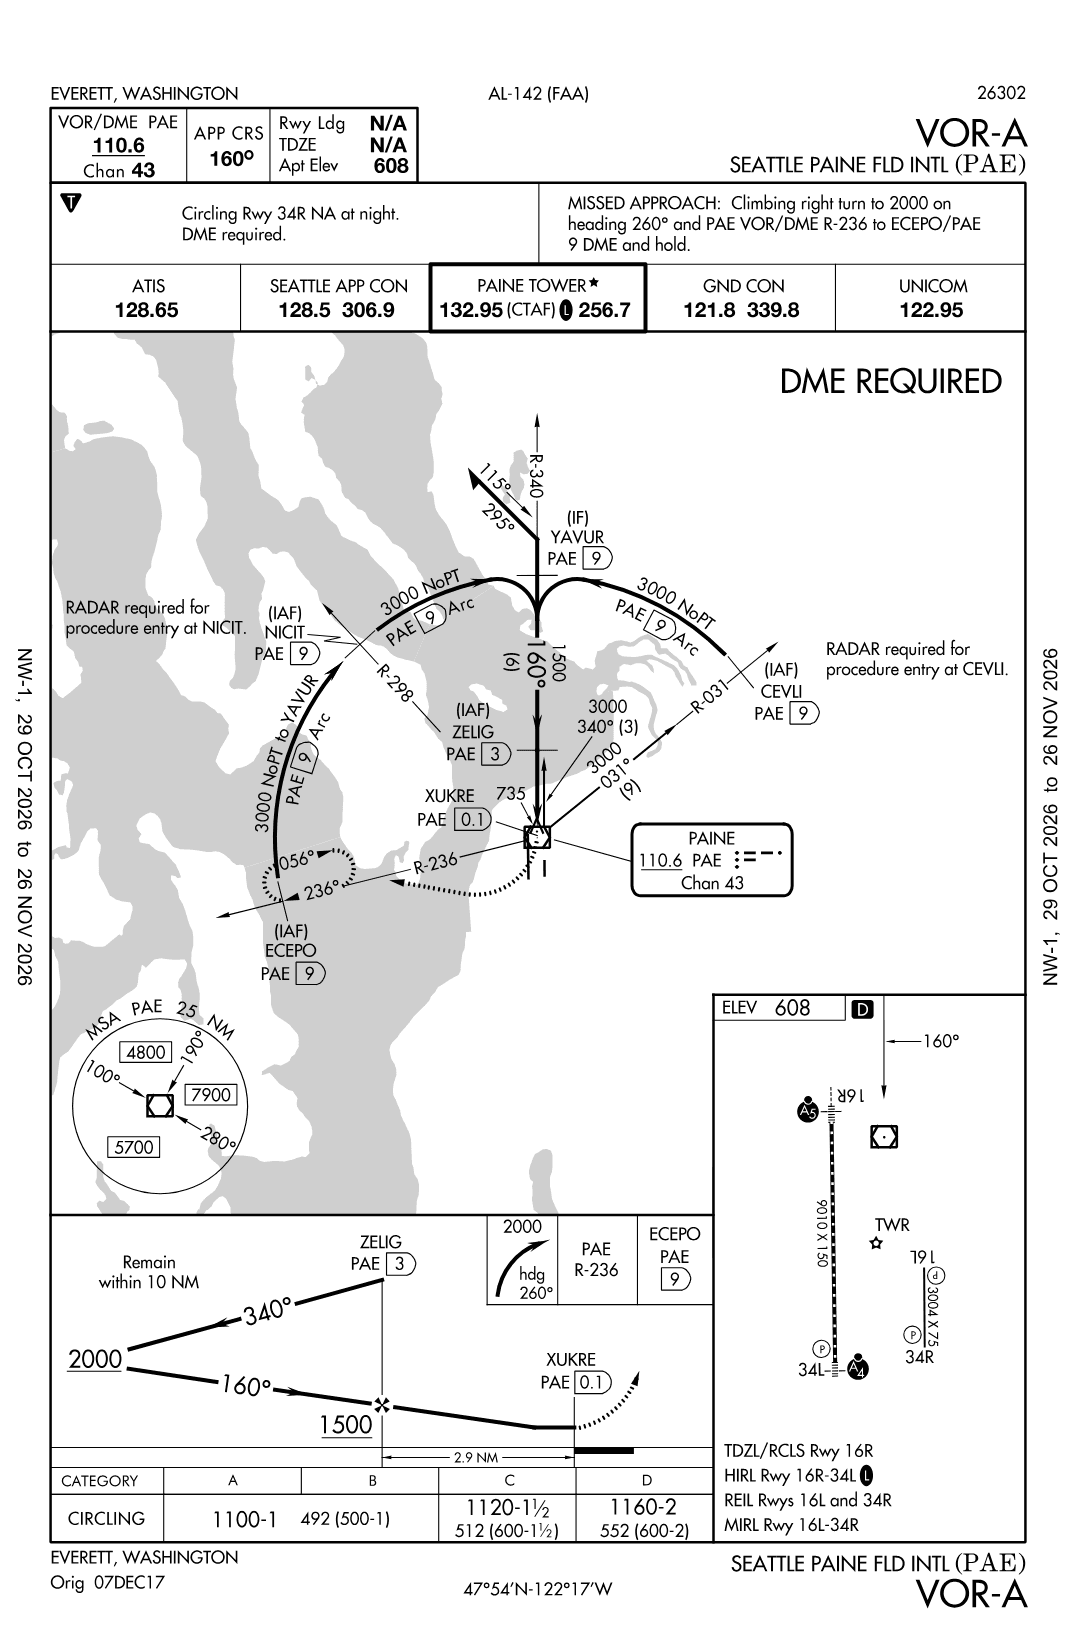 EVERETT, WASHINGTON
AL-142 (FAA)
26302
VOR/DME PAE
110.6
Chan 43
APP CRS
160°
Rwy Ldg N/A
TDZE N/A
Apt Elev 608
VOR-A
SEATTLE PAINE FLD INTL (PAE)
T
Circling Rwy 34R NA at night.
DME required.
MISSED APPROACH: Climbing right turn to 2000 on
heading 260° and PAE VOR/DME R-236 to ECEPO/PAE
9 DME and hold.
ATIS
128.65
SEATTLE APP CON
128.5 306.9
PAINE TOWER★
132.95 (CTAF) L 256.7
GND CON
121.8 339.8
UNICOM
122.95
DME REQUIRED
R-340
115°
295°
(IF)
YAVUR
PAE 9
3000 NoPT
PAE 9 Arc
3000 NoPT
PAE 9 Arc
RADAR required for
procedure entry at NICIT.
(IAF)
NICIT
PAE 9
RADAR required for
procedure entry at CEVLI.
(IAF)
CEVLI
PAE 9
R-298
R-031
1500
160°
(6)
3000
340° (3)
3000
031°
(9)
(IAF)
ZELIG
PAE 3
3000 NoPT to YAVUR
PAE 9 Arc
XUKRE
PAE 0.1
735
PAINE
110.6 PAE
Chan 43
R-236
056°
236°
(IAF)
ECEPO
PAE 9
MSA PAE 25 NM
4800
190°
100°
7900
280°
5700
ELEV 608
D
160°
16R
A5
9010 X 150
TWR
16L
P
3004 X 75
P
34R
P
34L
A4
TDZL/RCLS Rwy 16R
HIRL Rwy 16R-34L L
REIL Rwys 16L and 34R
MIRL Rwy 16L-34R
Remain
within 10 NM
ZELIG
PAE 3
340°
2000
160°
1500
2.9 NM
XUKRE
PAE 0.1
2000
hdg
260°
PAE
R-236
ECEPO
PAE
9
CATEGORY A B C D
CIRCLING 1100-1 492 (500-1)
1120-1½
512 (600-1½)
1160-2
552 (600-2)
EVERETT, WASHINGTON
Orig 07DEC17
47°54'N-122°17'W
SEATTLE PAINE FLD INTL (PAE)
VOR-A
NW-1, 29 OCT 2026 to 26 NOV 2026
NW-1, 29 OCT 2026 to 26 NOV 2026